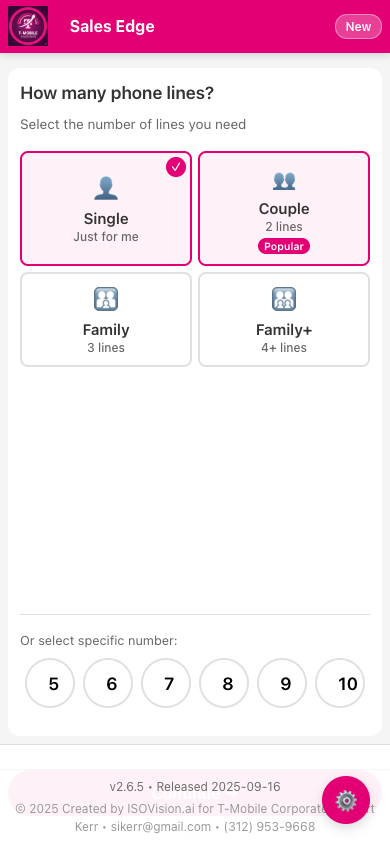 T-MOBILE
Sales Edge
New
How many phone lines?
Select the number of lines you need
Single
Just for me
Couple
2 lines
Popular
Family
3 lines
Family+
4+ lines
Or select specific number:
5
6
7
8
9
10
v2.6.5 • Released 2025-09-16
© 2025 Created by ISOVision.ai for T-Mobile Corporate
Kerr • sikerr@gmail.com • (312) 953-9668